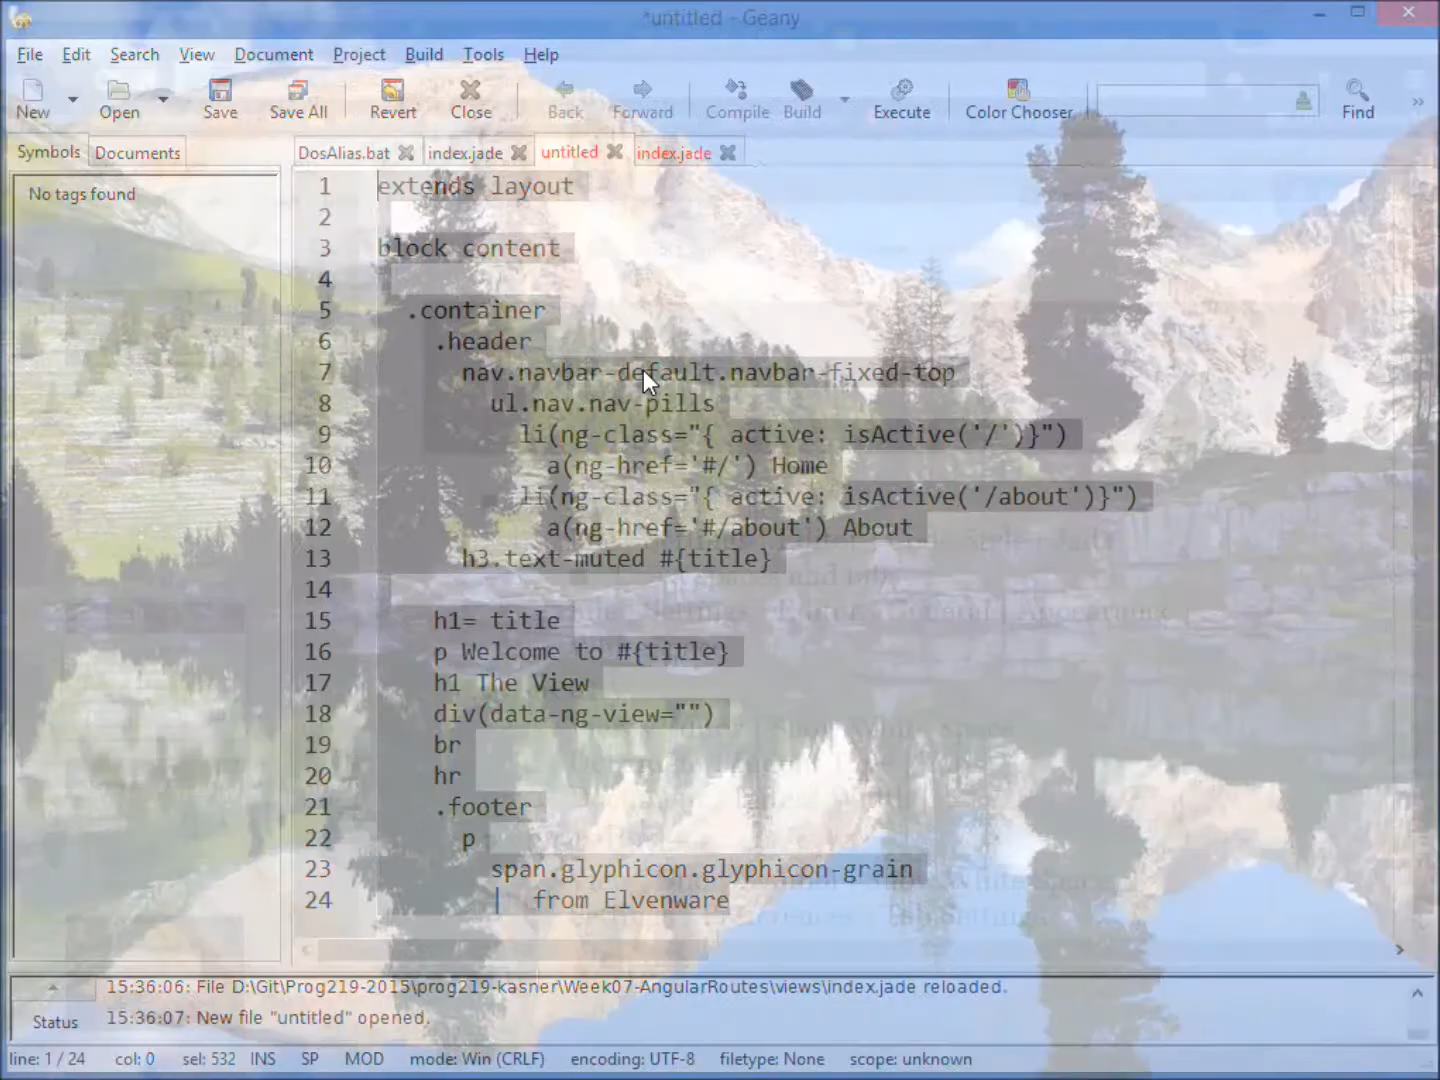 *untitled - Geany
File Edit Search View Document Project Build Tools Help
New Open Save Save All Revert Close Back Forward Compile Build Execute Color Chooser Find
Symbols Documents DosAlias.bat index.jade untitled index.jade
No tags found
1 extends layout
2
3 block content
4
5 .container
6 .header
7 nav.navbar-default.navbar-fixed-top
8 ul.nav.nav-pills
9 li(ng-class="{ active: isActive('/')}")
10 a(ng-href='#/') Home
11 li(ng-class="{ active: isActive('/about')}")
12 a(ng-href='#/about') About
13 h3.text-muted #{title}
14
15 h1= title
16 p Welcome to #{title}
17 h1 The View
18 div(data-ng-view="")
19 br
20 hr
21 .footer
22 p
23 span.glyphicon.glyphicon-grain
24 | from Elvenware
15:36:06: File D:\Git\Prog219-2015\prog219-kasner\Week07-AngularRoutes\views\index.jade reloaded.
Status 15:36:07: New file "untitled" opened.
line: 1 / 24 col: 0 sel: 532 INS SP MOD mode: Win (CRLF) encoding: UTF-8 filetype: None scope: unknown